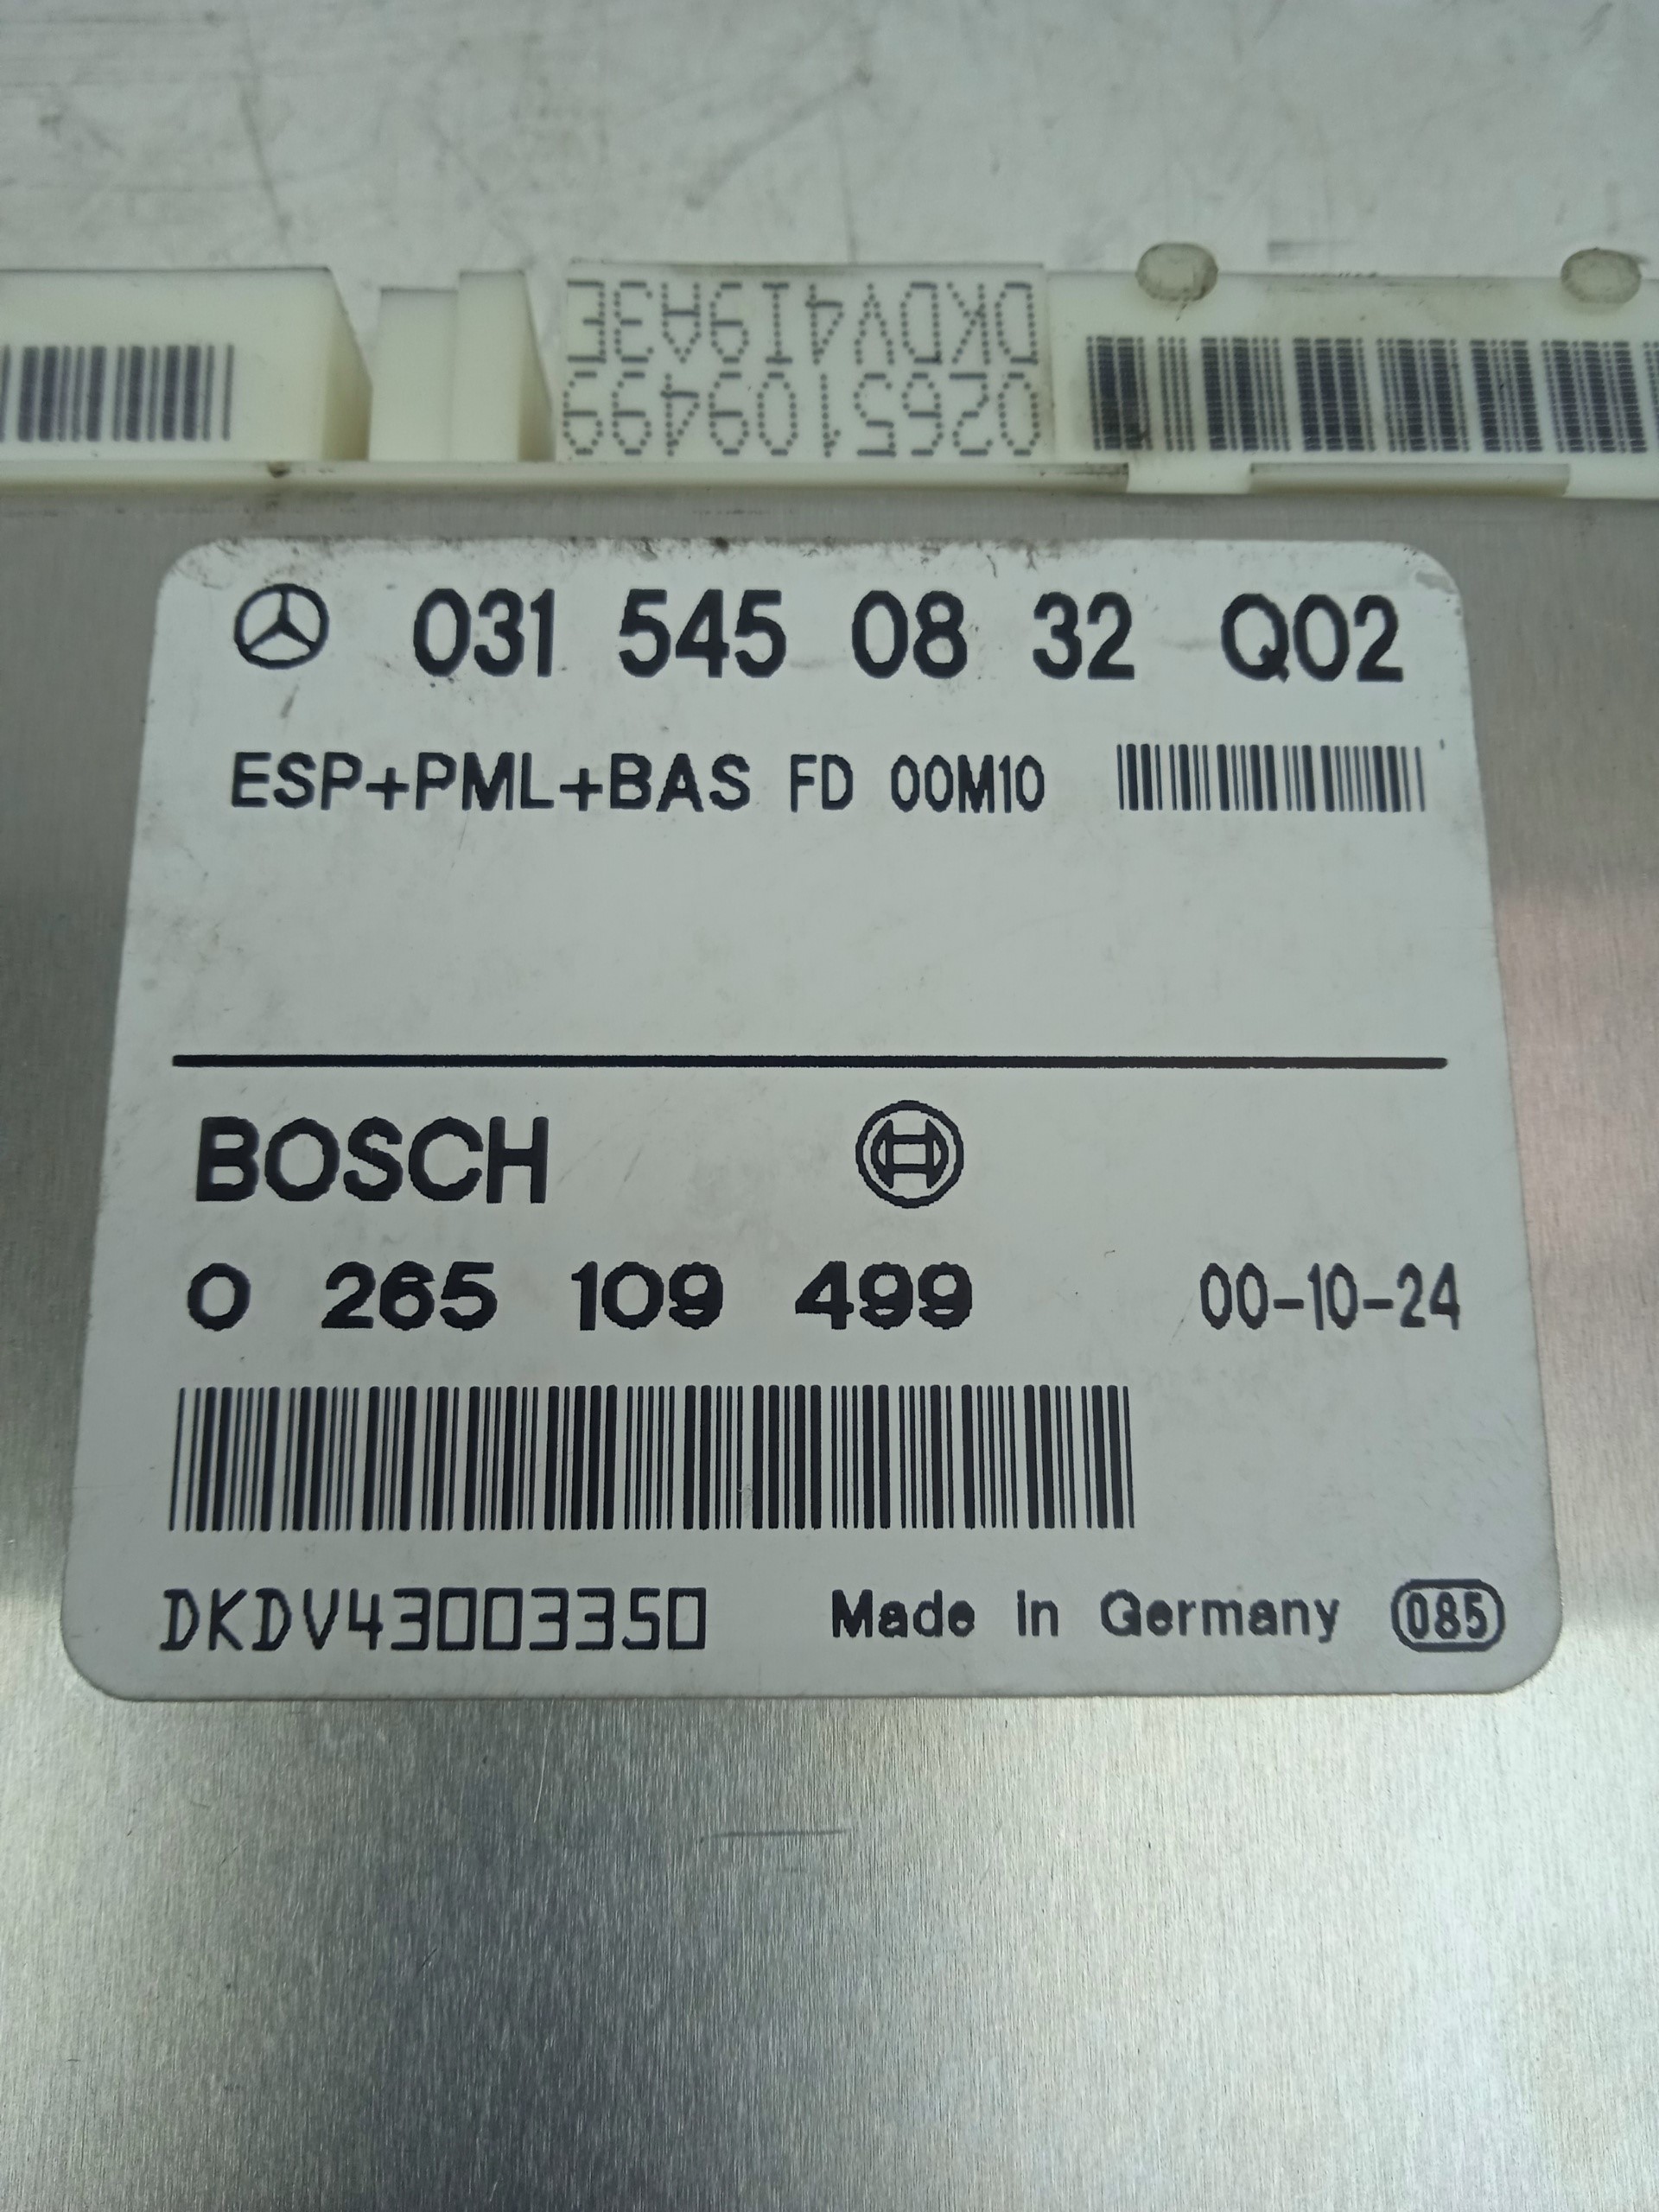 DKDV4I9A3E
0265109499
031 545 08 32 Q02
ESP+PML+BAS FD 00M10
BOSCH
0 265 109 499 00-10-24
DKDV43003350 Made in Germany 085